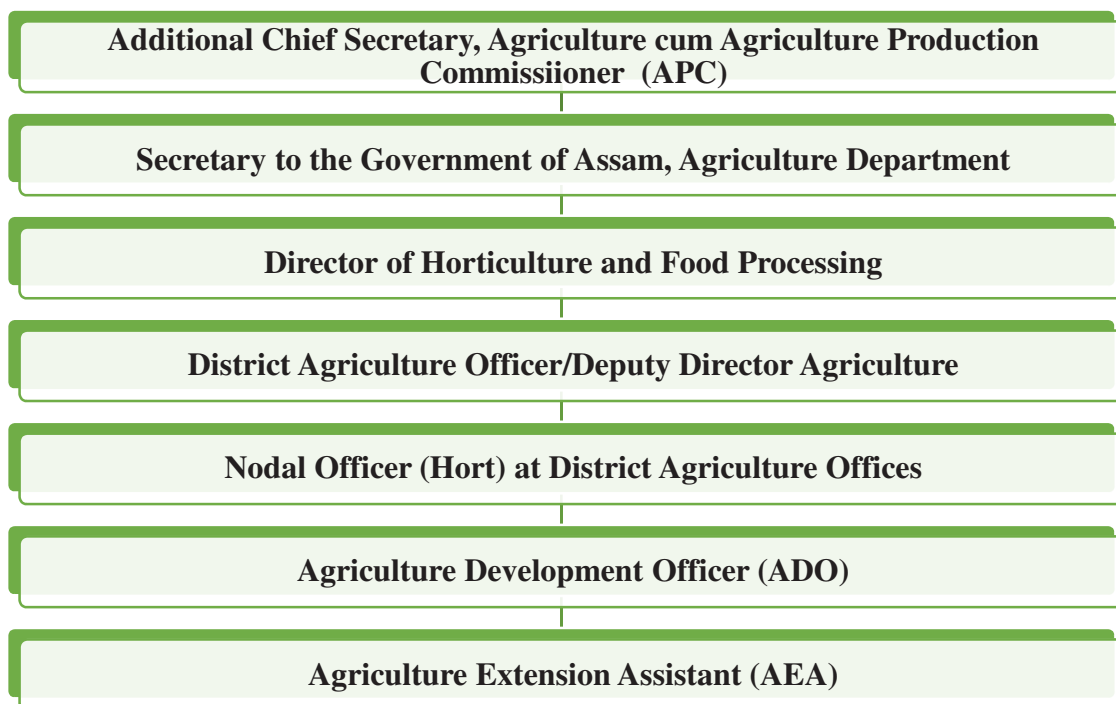 Additional Chief Secretary, Agriculture cum Agriculture Production
Commissiioner (APC)
Secretary to the Government of Assam, Agriculture Department
Director of Horticulture and Food Processing
District Agriculture Officer/Deputy Director Agriculture
Nodal Officer (Hort) at District Agriculture Offices
Agriculture Development Officer (ADO)
Agriculture Extension Assistant (AEA)